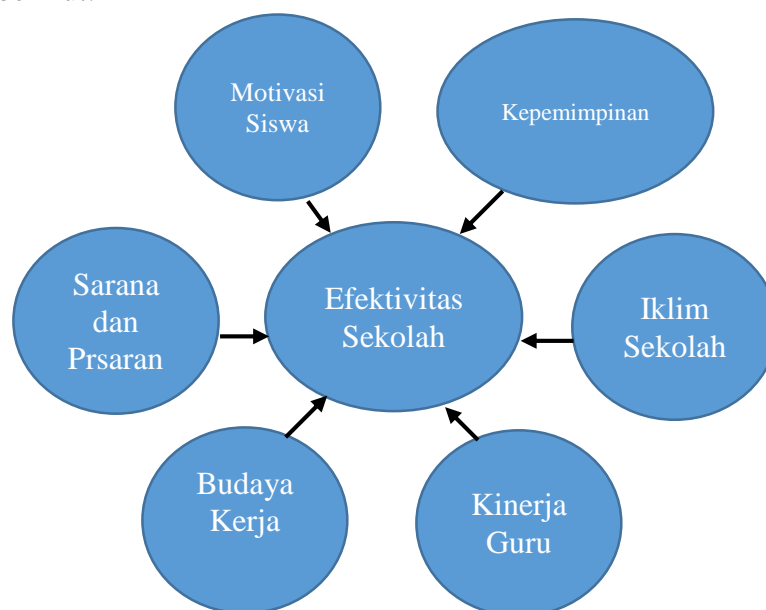 Motivasi
Siswa
Kepemimpinan
Sarana
dan
Prsaran
Efektivitas
Sekolah
Iklim
Sekolah
Budaya
Kerja
Kinerja
Guru